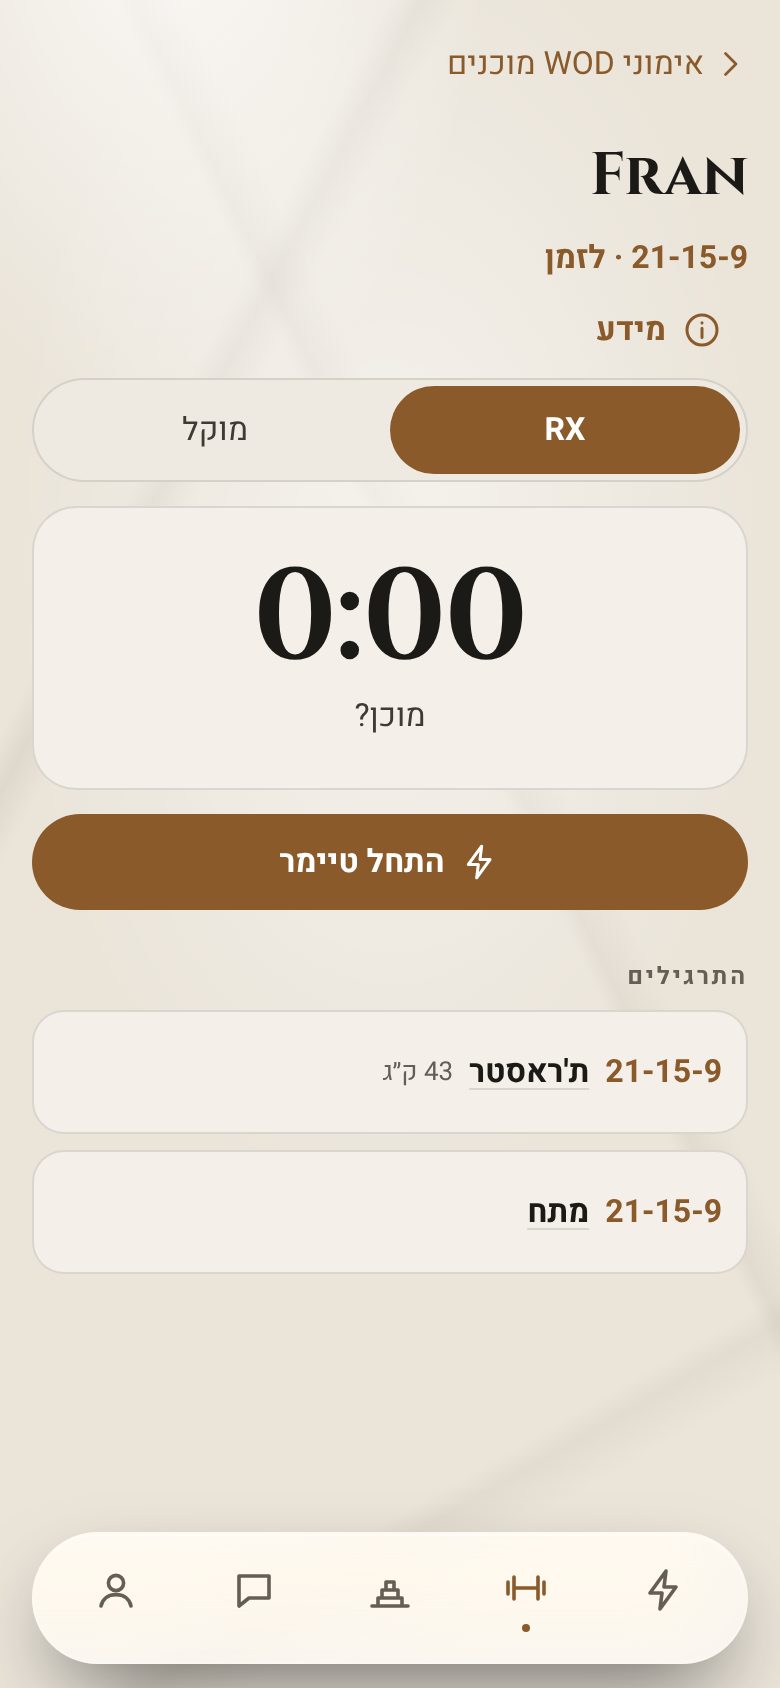 אימוני WOD מוכנים
Fran
21-15-9 · לזמן
מידע
RX
מוקל
0:00
מוכן?
התחל טיימר
התרגילים
21-15-9 ת'ראסטר 43 ק״ג
21-15-9 מתח